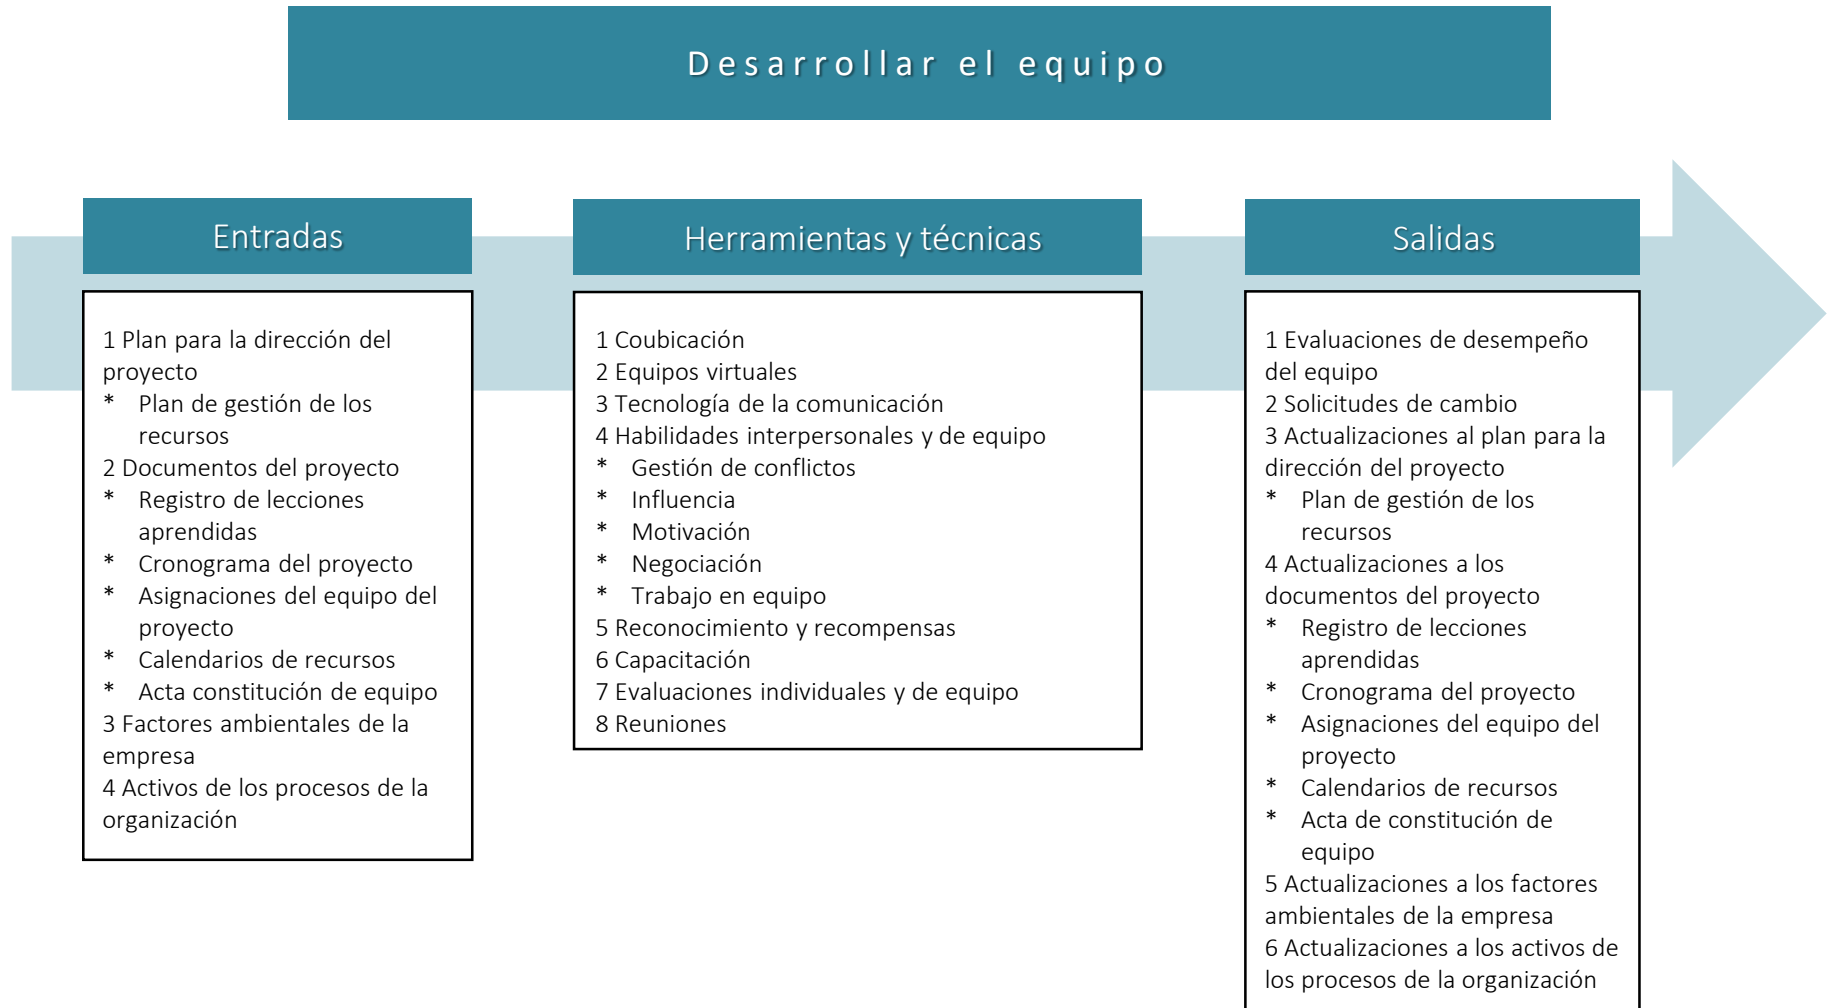 Desarrollar el equipo
Entradas
1 Plan para la dirección del
proyecto
* Plan de gestión de los
recursos
2 Documentos del proyecto
* Registro de lecciones
aprendidas
* Cronograma del proyecto
* Asignaciones del equipo del
proyecto
* Calendarios de recursos
* Acta constitución de equipo
3 Factores ambientales de la
empresa
4 Activos de los procesos de la
organización
Herramientas y técnicas
1 Coubicación
2 Equipos virtuales
3 Tecnología de la comunicación
4 Habilidades interpersonales y de equipo
* Gestión de conflictos
* Influencia
* Motivación
* Negociación
* Trabajo en equipo
5 Reconocimiento y recompensas
6 Capacitación
7 Evaluaciones individuales y de equipo
8 Reuniones
Salidas
1 Evaluaciones de desempeño
del equipo
2 Solicitudes de cambio
3 Actualizaciones al plan para la
dirección del proyecto
* Plan de gestión de los
recursos
4 Actualizaciones a los
documentos del proyecto
* Registro de lecciones
aprendidas
* Cronograma del proyecto
* Asignaciones del equipo del
proyecto
* Calendarios de recursos
* Acta de constitución de
equipo
5 Actualizaciones a los factores
ambientales de la empresa
6 Actualizaciones a los activos de
los procesos de la organización